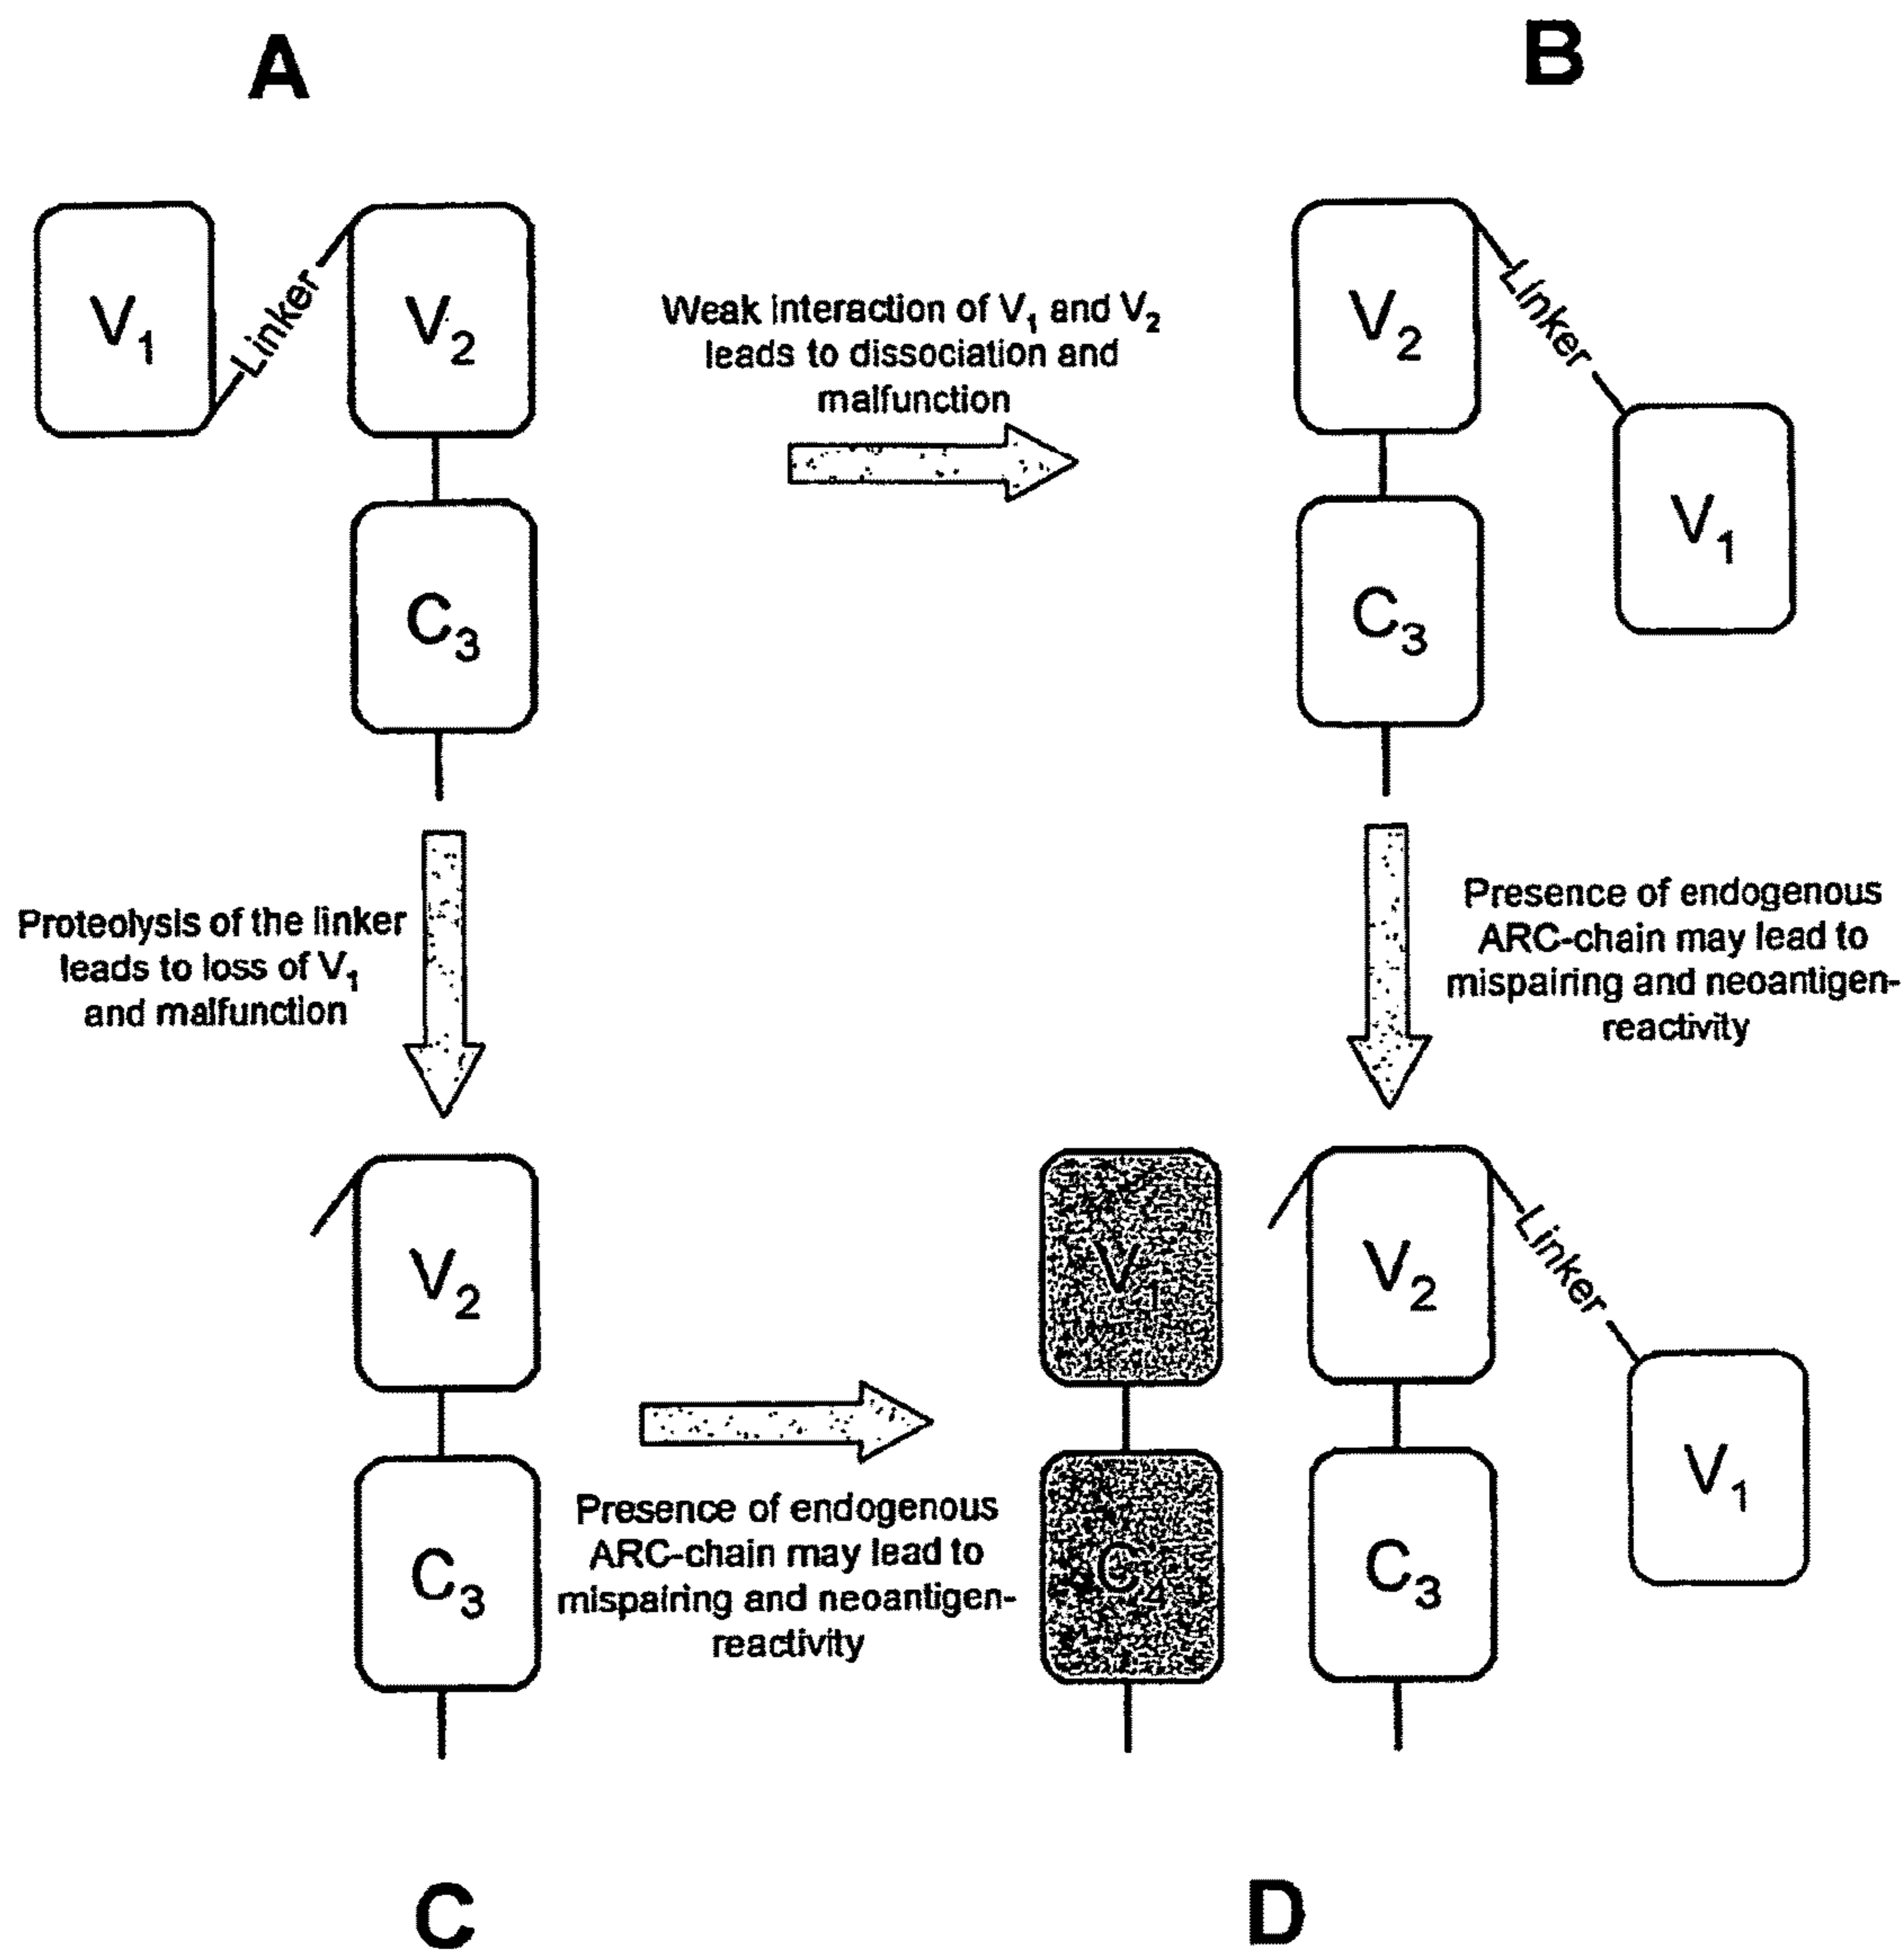 A
B
V₁
Linker
V₂
C₃
Weak interaction of V₁ and V₂
leads to dissociation and
malfunction
V₂
Linker
V₁
C₃
Proteolysis of the linker
leads to loss of V₁
and malfunction
Presence of endogenous
ARC-chain may lead to
mispairing and neoantigen-
reactivity
V₂
C₃
Presence of endogenous
ARC-chain may lead to
mispairing and neoantigen-
reactivity
V₁
C₄
V₂
Linker
V₁
C₃
C
D